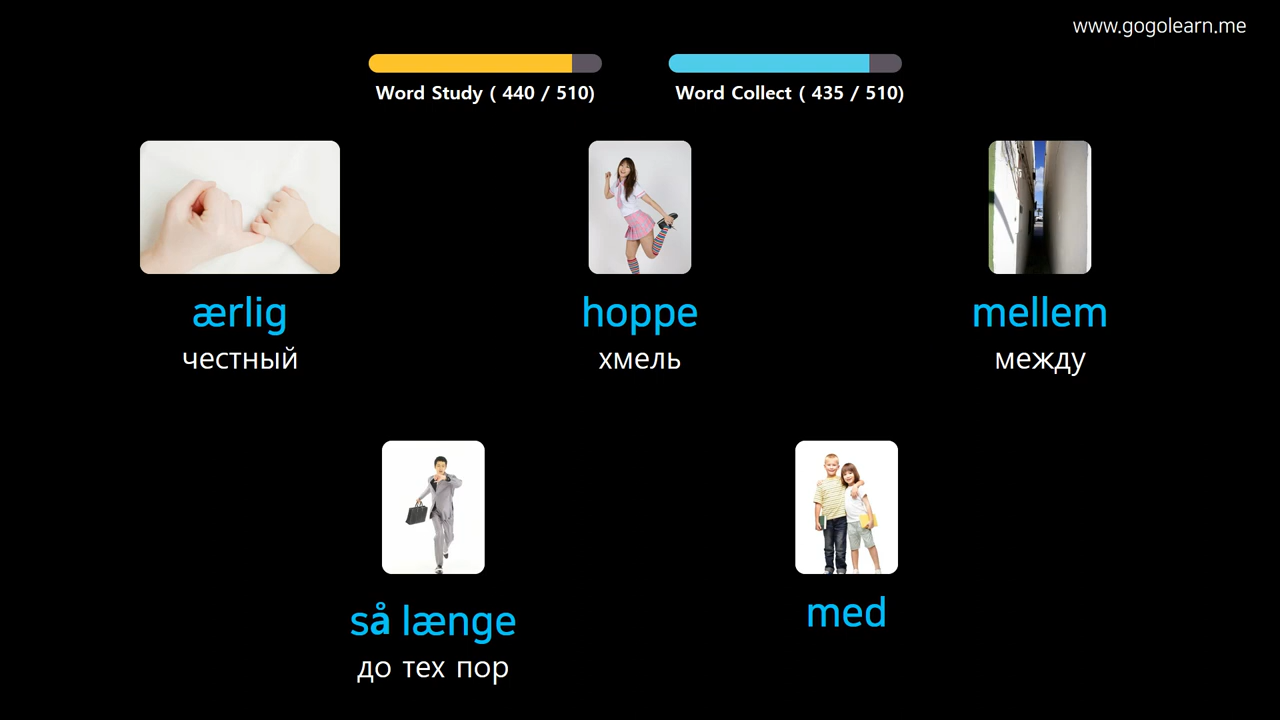 www.gogolearn.me
Word Study ( 440 / 510)
Word Collect ( 435 / 510)
ærlig
честный
hoppe
хмель
mellem
между
så længe
до тех пор
med